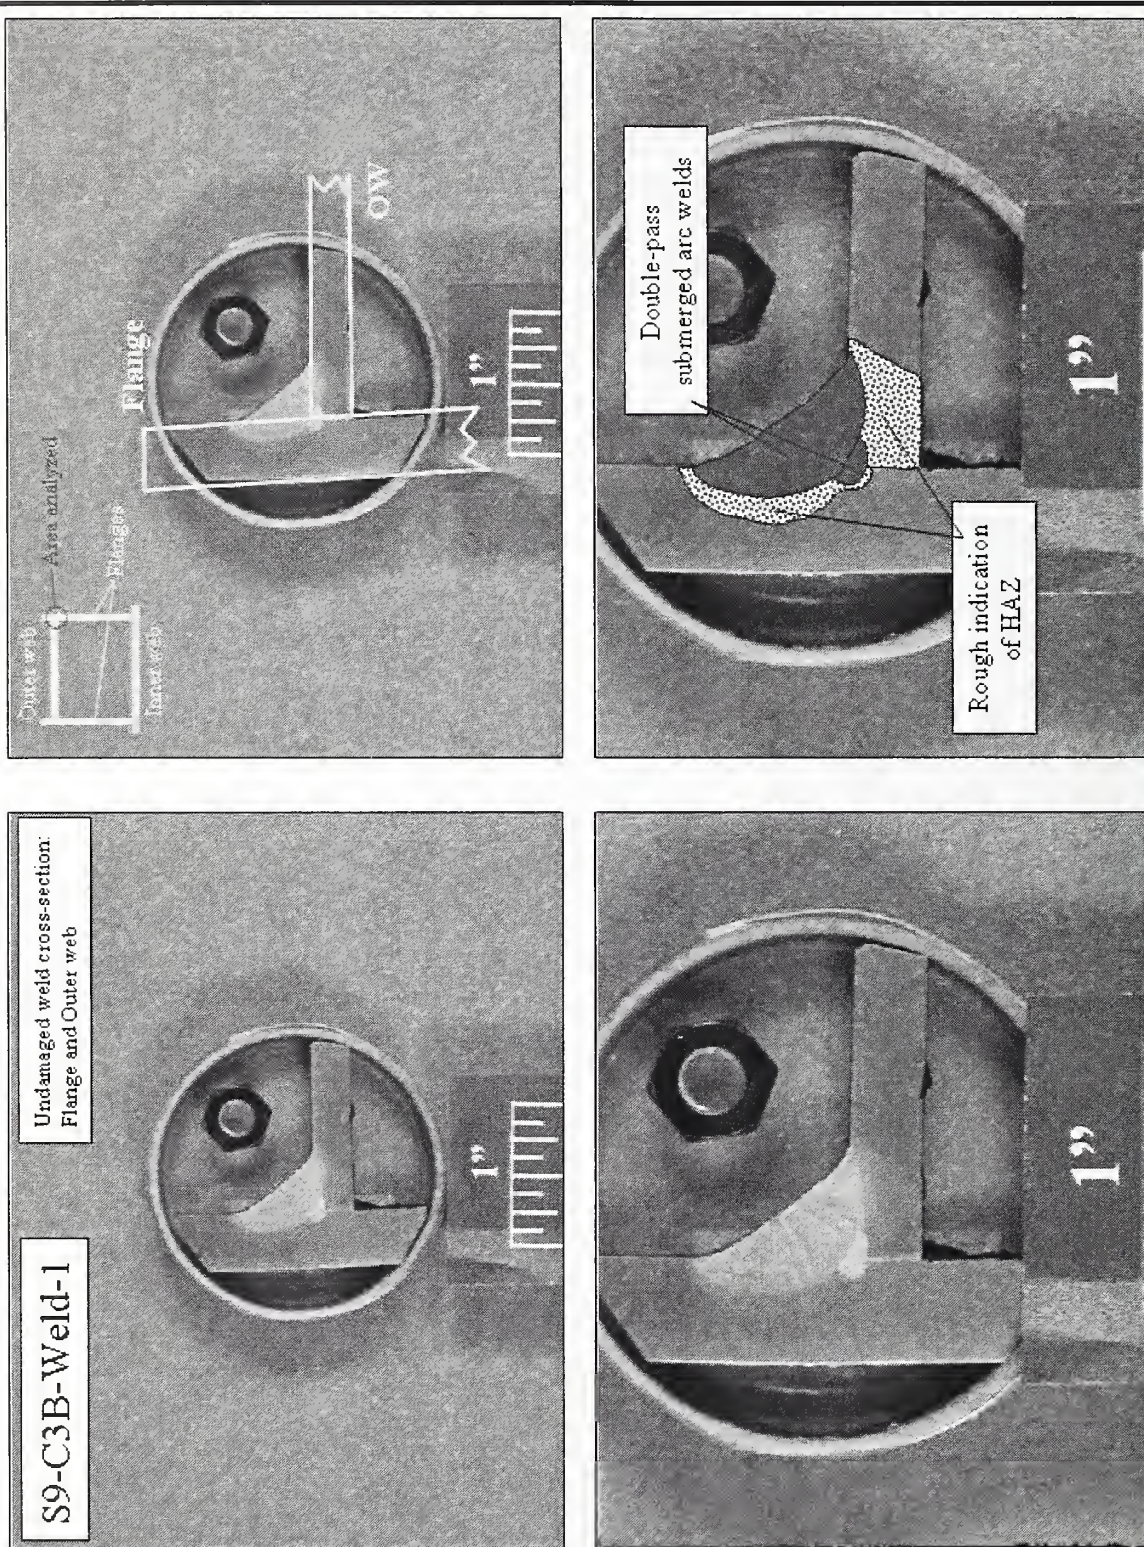 S9-C3B-Weld-1
Undamaged weld cross-section:
Flange and Outer web
1"
Outer web
Area analyzed
Flanges
Inner web
Flange
OW
1"
1"
Double-pass
submerged arc welds
Rough indication
of HAZ
1"